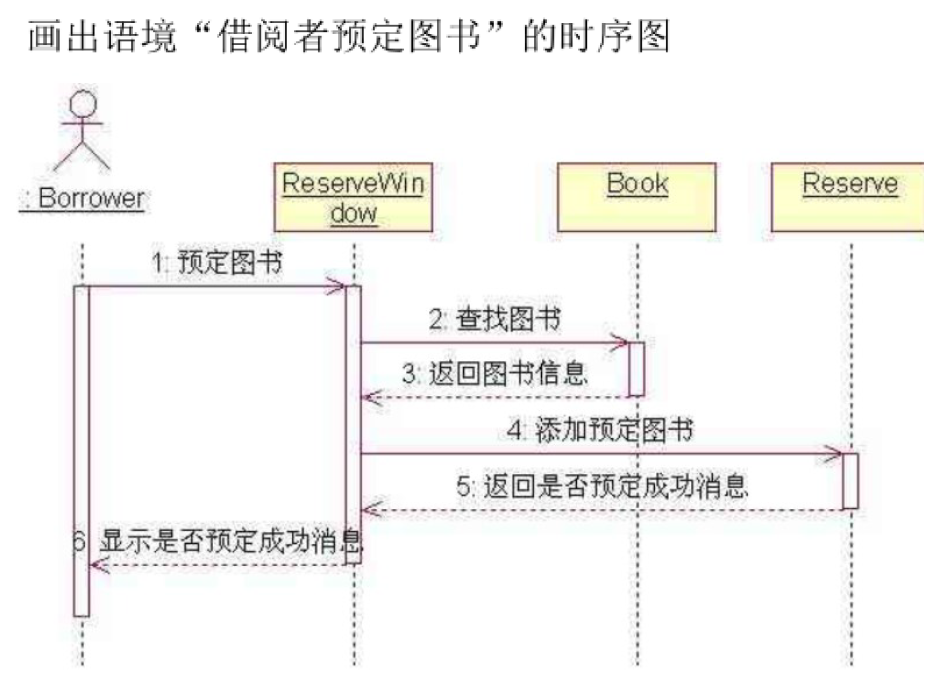 画出语境“借阅者预定图书”的时序图
: Borrower
ReserveWin
dow
Book
Reserve
1: 预定图书
2: 查找图书
3: 返回图书信息
4: 添加预定图书
5: 返回是否预定成功消息
6: 显示是否预定成功消息